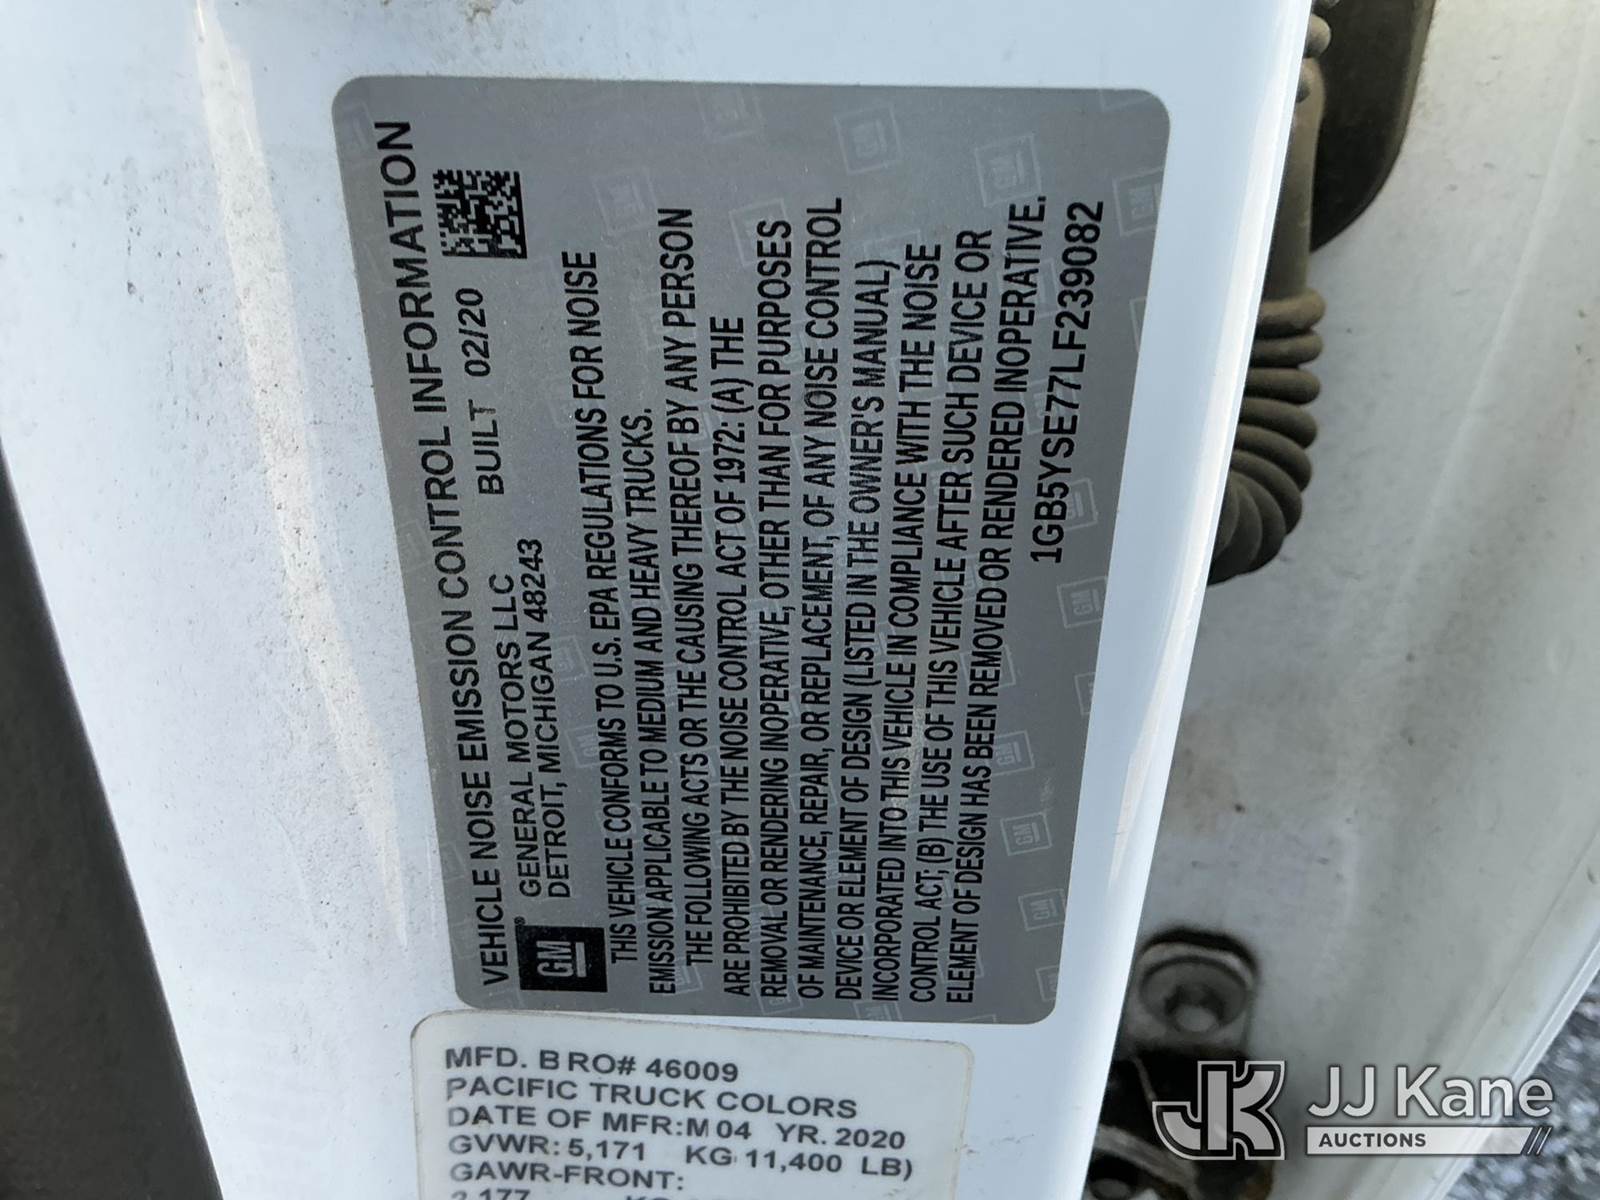 VEHICLE NOISE EMISSION CONTROL INFORMATION
GM®
GENERAL MOTORS LLC BUILT 02/20
DETROIT, MICHIGAN 48243
THIS VEHICLE CONFORMS TO U.S. EPA REGULATIONS FOR NOISE
EMISSION APPLICABLE TO MEDIUM AND HEAVY TRUCKS.
THE FOLLOWING ACTS OR THE CAUSING THEREOF BY ANY PERSON
ARE PROHIBITED BY THE NOISE CONTROL ACT OF 1972: (A) THE
REMOVAL OR RENDERING INOPERATIVE, OTHER THAN FOR PURPOSES
OF MAINTENANCE, REPAIR, OR REPLACEMENT, OF ANY NOISE CONTROL
DEVICE OR ELEMENT OF DESIGN (LISTED IN THE OWNER'S MANUAL)
INCORPORATED INTO THIS VEHICLE IN COMPLIANCE WITH THE NOISE
CONTROL ACT, (B) THE USE OF THIS VEHICLE AFTER SUCH DEVICE OR
ELEMENT OF DESIGN HAS BEEN REMOVED OR RENDERED INOPERATIVE.
1GB5YSE77LF239082
MFD. BRO# 46009
PACIFIC TRUCK COLORS
DATE OF MFR:M 04 YR. 2020
GVWR: 5,171 KG 11,400 LB)
GAWR-FRONT:
2,177
JK JJ Kane
AUCTIONS